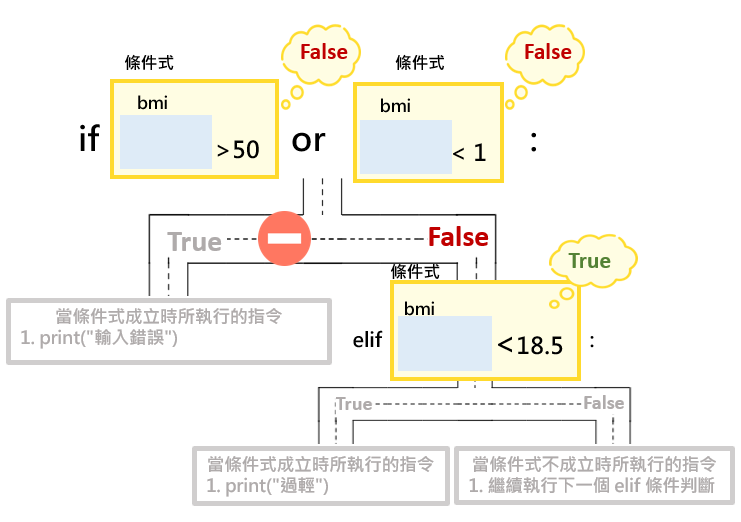 False
False
條件式
條件式
bmi
bmi
if >50 or < 1 :
True
False
True
條件式
當條件式成立時所執行的指令
1. print("輸入錯誤")
bmi
elif <18.5 :
True
False
當條件式成立時所執行的指令
1. print("過輕")
當條件式不成立時所執行的指令
1. 繼續執行下一個 elif 條件判斷